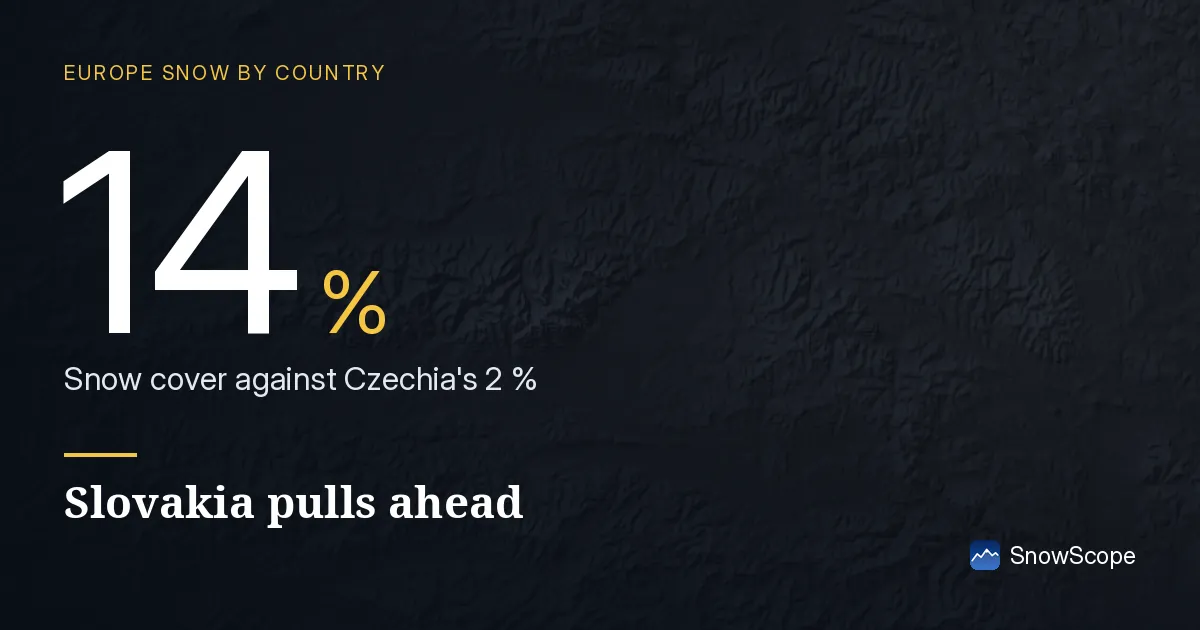 EUROPE SNOW BY COUNTRY
14 %
Snow cover against Czechia's 2 %
Slovakia pulls ahead
SnowScope